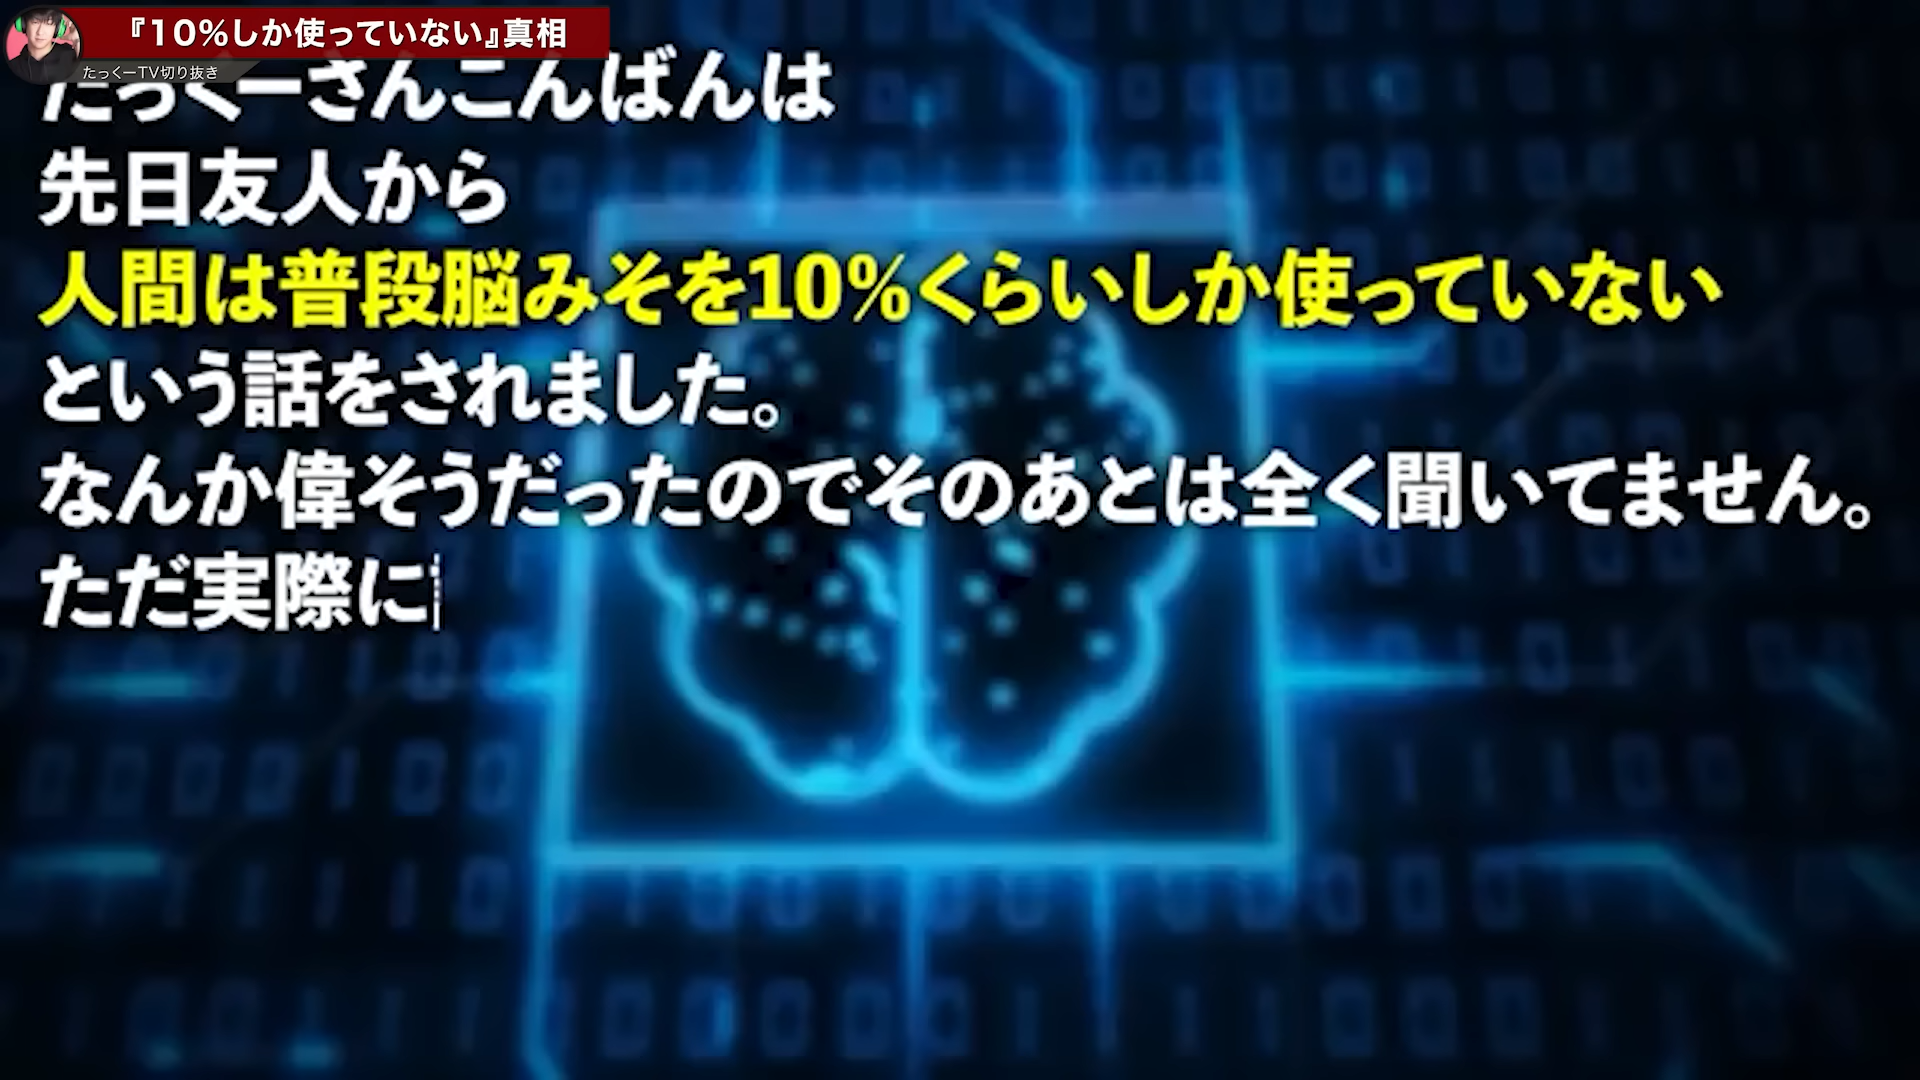 『10%しか使っていない』真相
たっくーTV切り抜き
たっくーさんこんばんは
先日友人から
人間は普段脳みそを10%くらいしか使っていない
という話をされました。
なんか偉そうだったのでそのあとは全く聞いてません。
ただ実際に